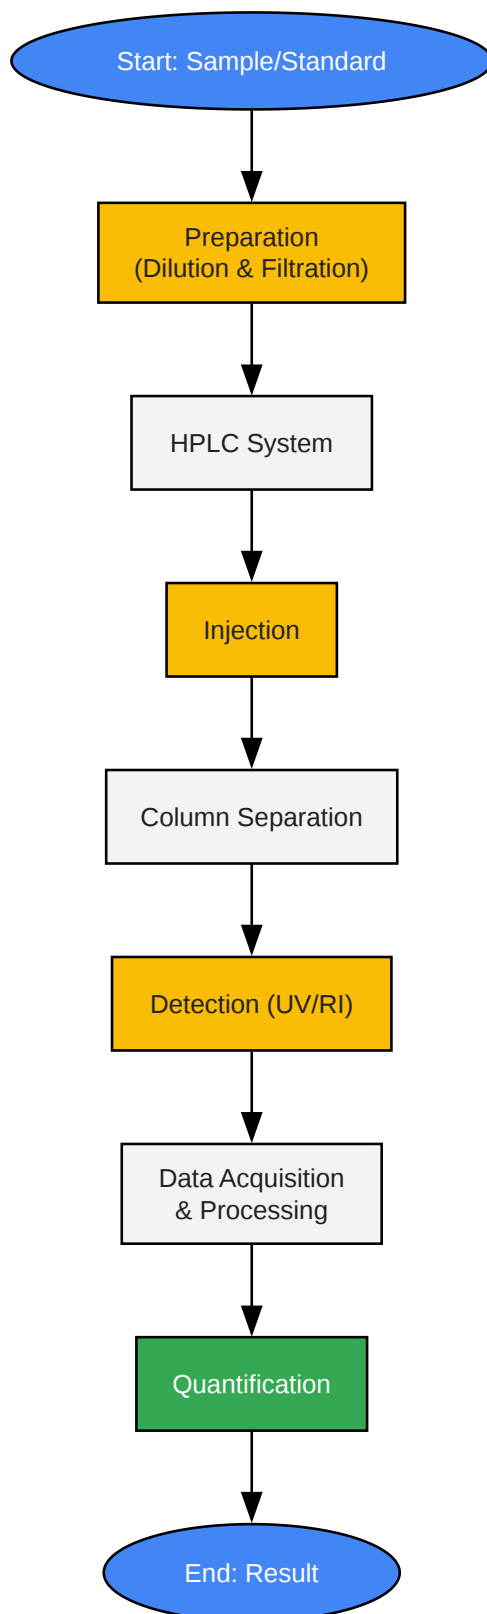 Start: Sample/Standard
Preparation
(Dilution & Filtration)
HPLC System
Injection
Column Separation
Detection (UV/RI)
Data Acquisition
& Processing
Quantification
End: Result